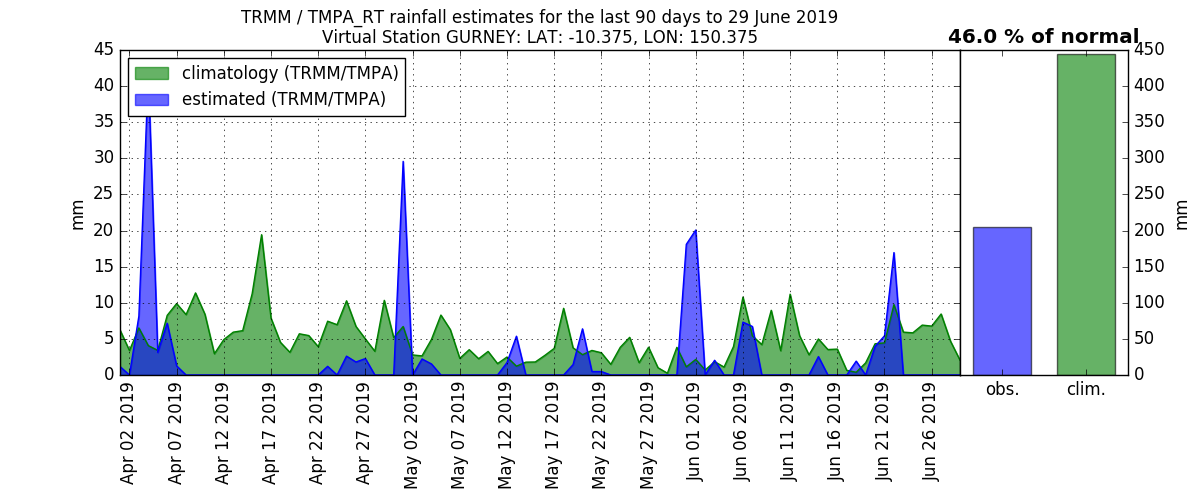 TRMM / TMPA_RT rainfall estimates for the last 90 days to 29 June 2019
Virtual Station GURNEY: LAT: -10.375, LON: 150.375
46.0 % of normal
climatology (TRMM/TMPA)
estimated (TRMM/TMPA)
45
40
35
30
25
20
15
10
5
0
mm
Apr 02 2019
Apr 07 2019
Apr 12 2019
Apr 17 2019
Apr 22 2019
Apr 27 2019
May 02 2019
May 07 2019
May 12 2019
May 17 2019
May 22 2019
May 27 2019
Jun 01 2019
Jun 06 2019
Jun 11 2019
Jun 16 2019
Jun 21 2019
Jun 26 2019
obs.
clim.
450
400
350
300
250
200
150
100
50
0
mm